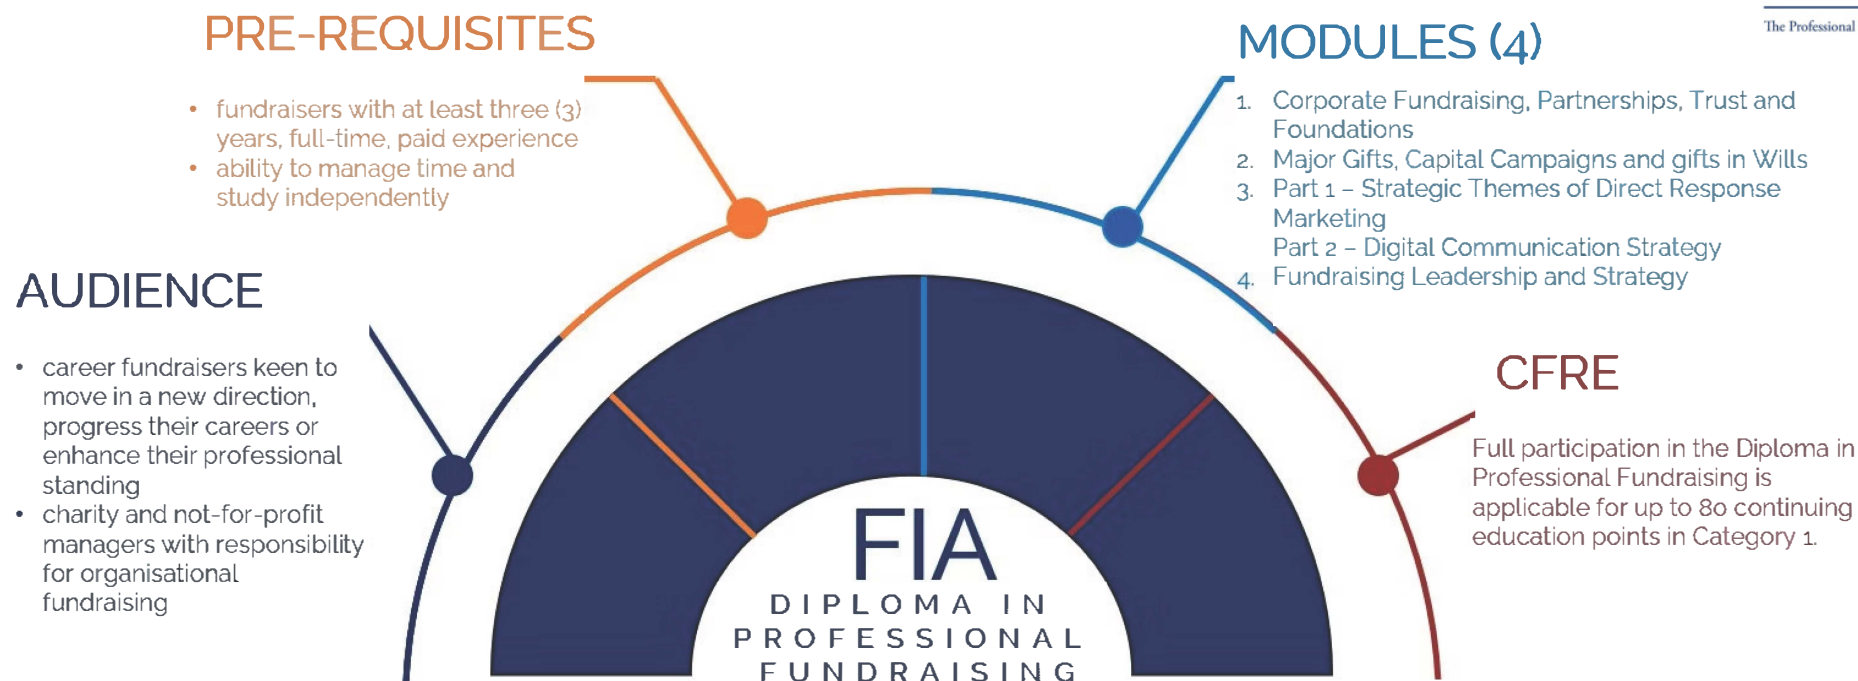 PRE-REQUISITES
• fundraisers with at least three (3)
years, full-time, paid experience
• ability to manage time and
study independently
AUDIENCE
• career fundraisers keen to
move in a new direction,
progress their careers or
enhance their professional
standing
• charity and not-for-profit
managers with responsibility
for organisational
fundraising
MODULES (4)
1. Corporate Fundraising, Partnerships, Trust and
Foundations
2. Major Gifts, Capital Campaigns and gifts in Wills
3. Part 1 – Strategic Themes of Direct Response
Marketing
Part 2 – Digital Communication Strategy
4. Fundraising Leadership and Strategy
The Professional
CFRE
Full participation in the Diploma in
Professional Fundraising is
applicable for up to 80 continuing
education points in Category 1.
FIA
DIPLOMA IN
PROFESSIONAL
FUNDRAISING